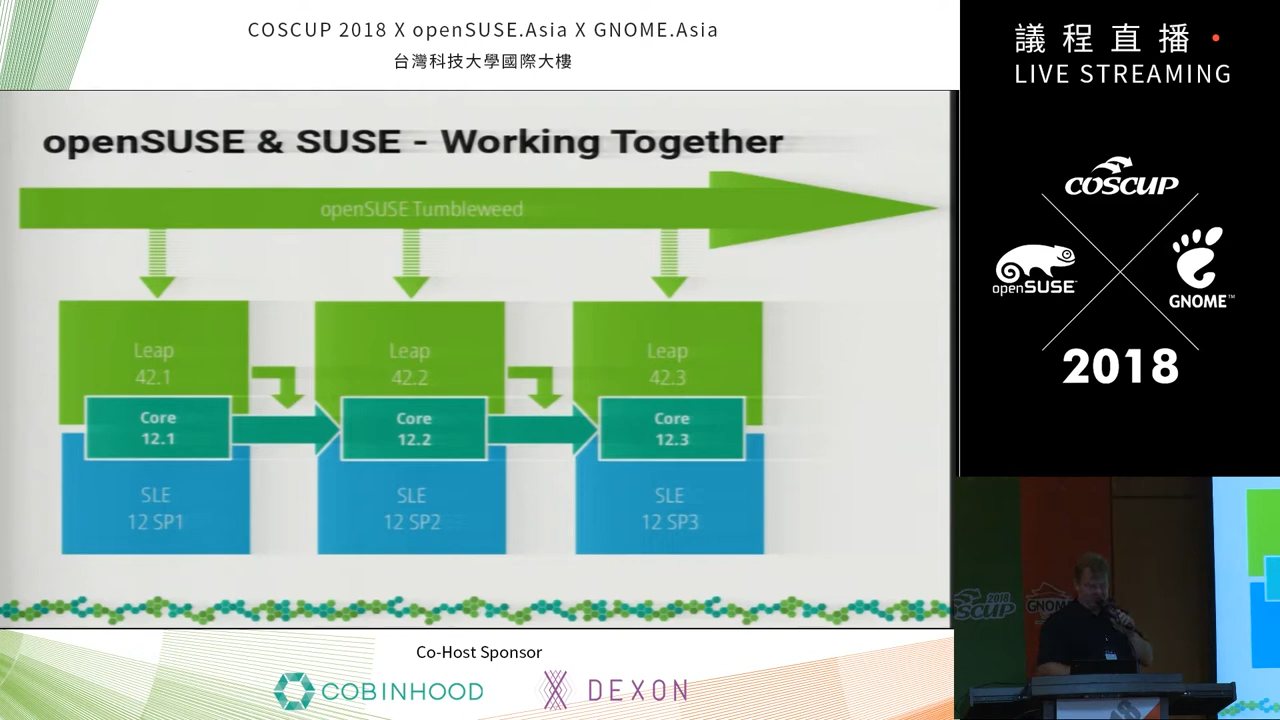 COSCUP 2018 X openSUSE.Asia X GNOME.Asia
台灣科技大學國際大樓
議程直播
LIVE STREAMING
openSUSE & SUSE - Working Together
openSUSE Tumbleweed
Leap
42.1
Leap
42.2
Leap
42.3
Core
12.1
Core
12.2
Core
12.3
SLE
12 SP1
SLE
12 SP2
SLE
12 SP3
COSCUP
openSUSE
GNOME™
2018
2018
COSCUP
GNOME
Co-Host Sponsor
COBINHOOD
DEXON